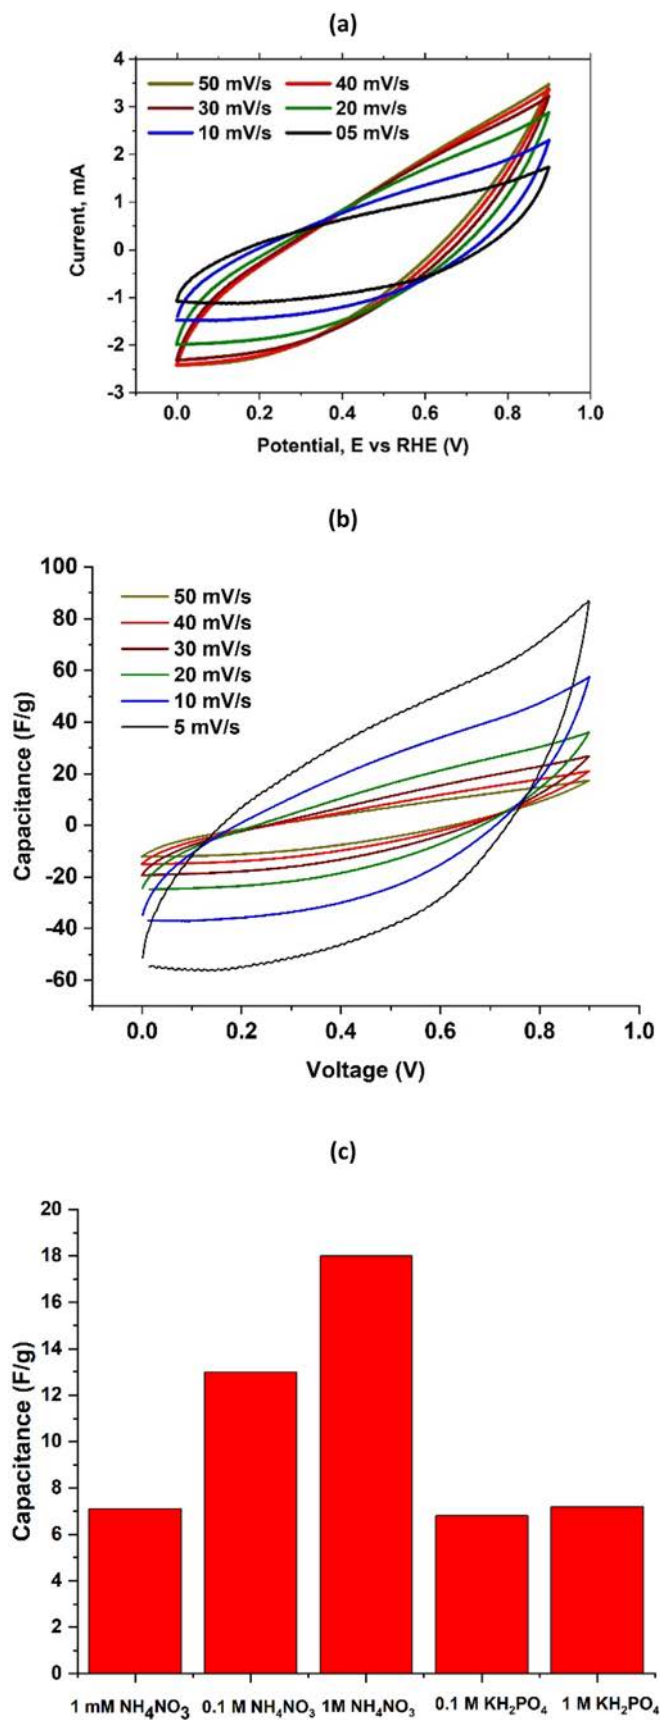 (a)
4
3
2
1
0
-1
-2
-3
Current, mA
50 mV/s 40 mV/s
30 mV/s 20 mv/s
10 mV/s 05 mV/s
0.0 0.2 0.4 0.6 0.8 1.0
Potential, E vs RHE (V)
(b)
100
80
60
40
20
0
-20
-40
-60
Capacitance (F/g)
50 mV/s
40 mV/s
30 mV/s
20 mV/s
10 mV/s
5 mV/s
0.0 0.2 0.4 0.6 0.8 1.0
Voltage (V)
(c)
20
18
16
14
12
10
8
6
4
2
0
Capacitance (F/g)
1 mM NH₄NO₃ 0.1 M NH₄NO₃ 1M NH₄NO₃ 0.1 M KH₂PO₄ 1 M KH₂PO₄